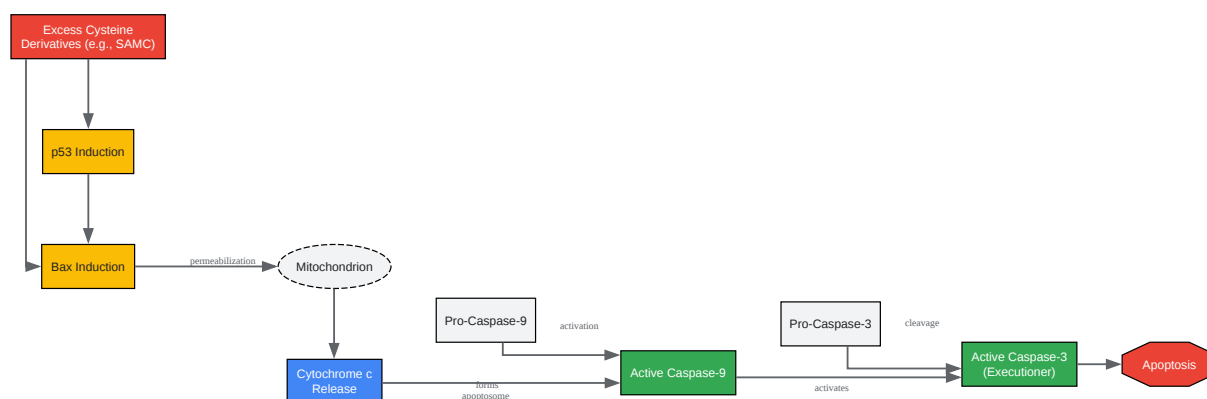 Excess Cysteine
Derivatives (e.g., SAMC)
p53 Induction
Bax Induction
permeabilization
Mitochondrion
Pro-Caspase-9
activation
Pro-Caspase-3
cleavage
Cytochrome c
Release
forms
apoptosome
Active Caspase-9
activates
Active Caspase-3
(Executioner)
Apoptosis